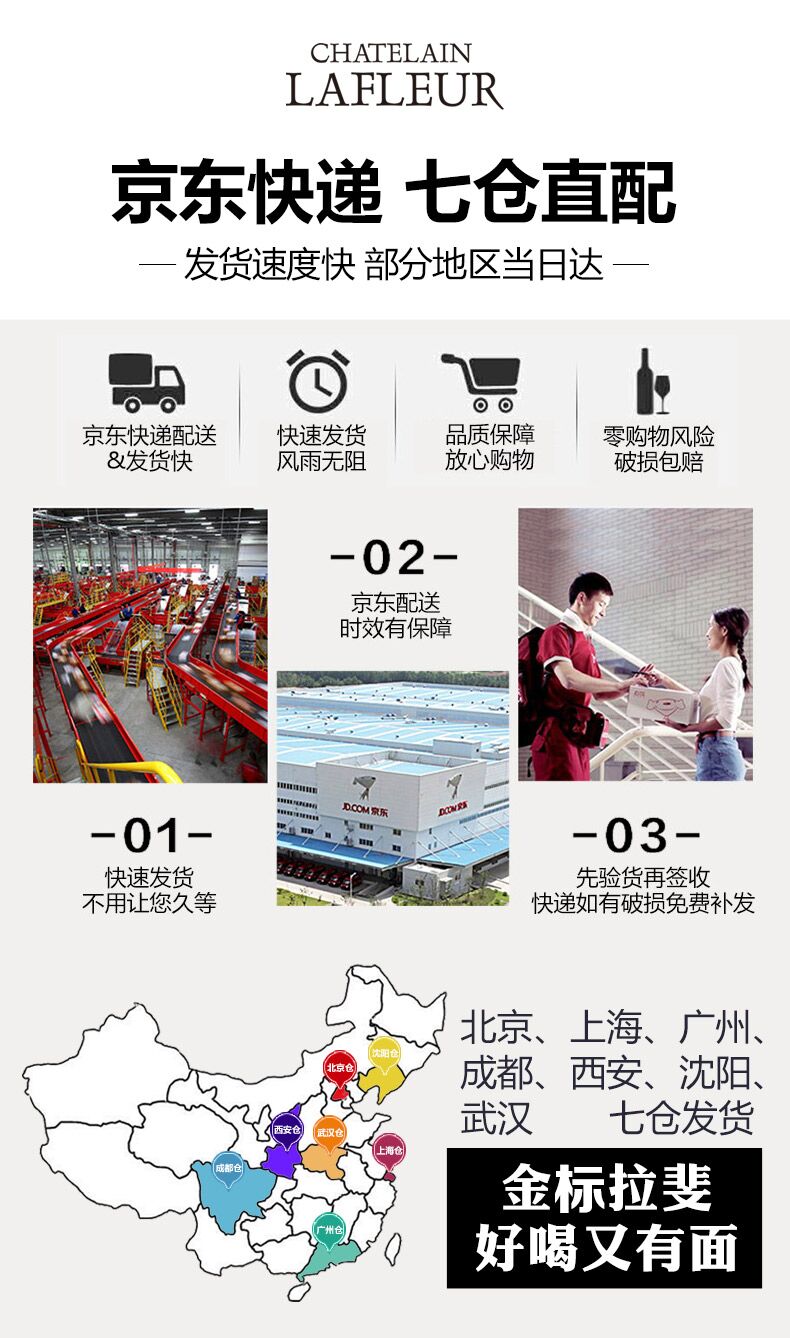 CHATELAIN
LAFLEUR
京东快递 七仓直配
发货速度快 部分地区当日达
京东快递配送
&发货快
快速发货
风雨无阻
品质保障
放心购物
零购物风险
破损包赔
-02-
京东配送
时效有保障
JD.COM 京东
JD.COM 京东
-01-
快速发货
不用让您久等
-03-
先验货再签收
快递如有破损免费补发
沈阳仓
北京仓
西安仓
武汉仓
上海仓
成都仓
广州仓
北京、上海、广州、
成都、西安、沈阳、
武汉 七仓发货
金标拉斐
好喝又有面